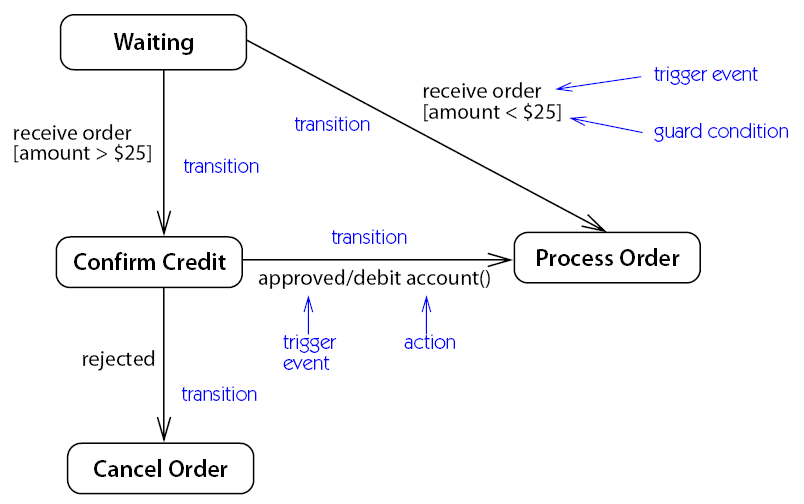 Waiting
receive order
[amount < $25]
trigger event
guard condition
transition
receive order
[amount > $25]
transition
transition
Confirm Credit
Process Order
approved/debit account()
trigger
event
action
rejected
transition
Cancel Order